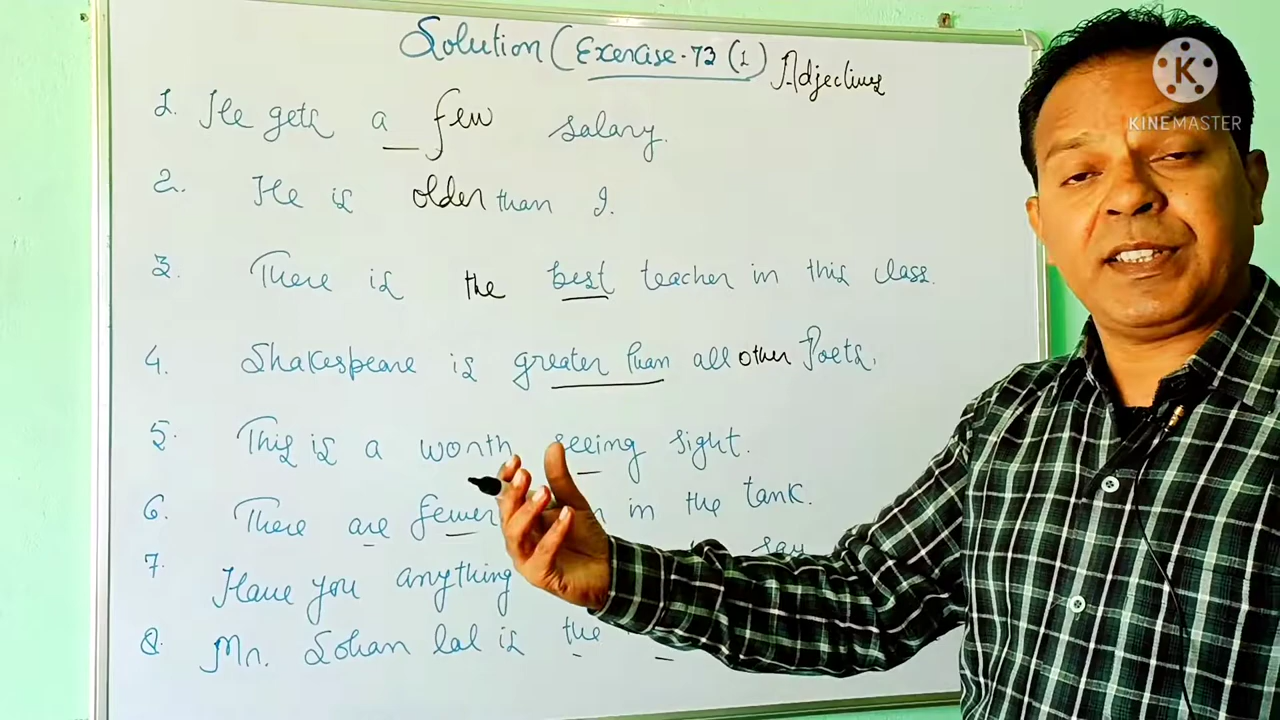 Solution (Exercise.73 (1) Adjectives
1. He gets a few salary.
2. He is older than I.
3. There is the best teacher in this class.
4. Shakespeare is greater than all other Poets.
5. This is a worth seeing sight.
6. There are fewer in the tank.
7. Have you anything say
8. Mr. Sohan lal is the
K
KINEMASTER